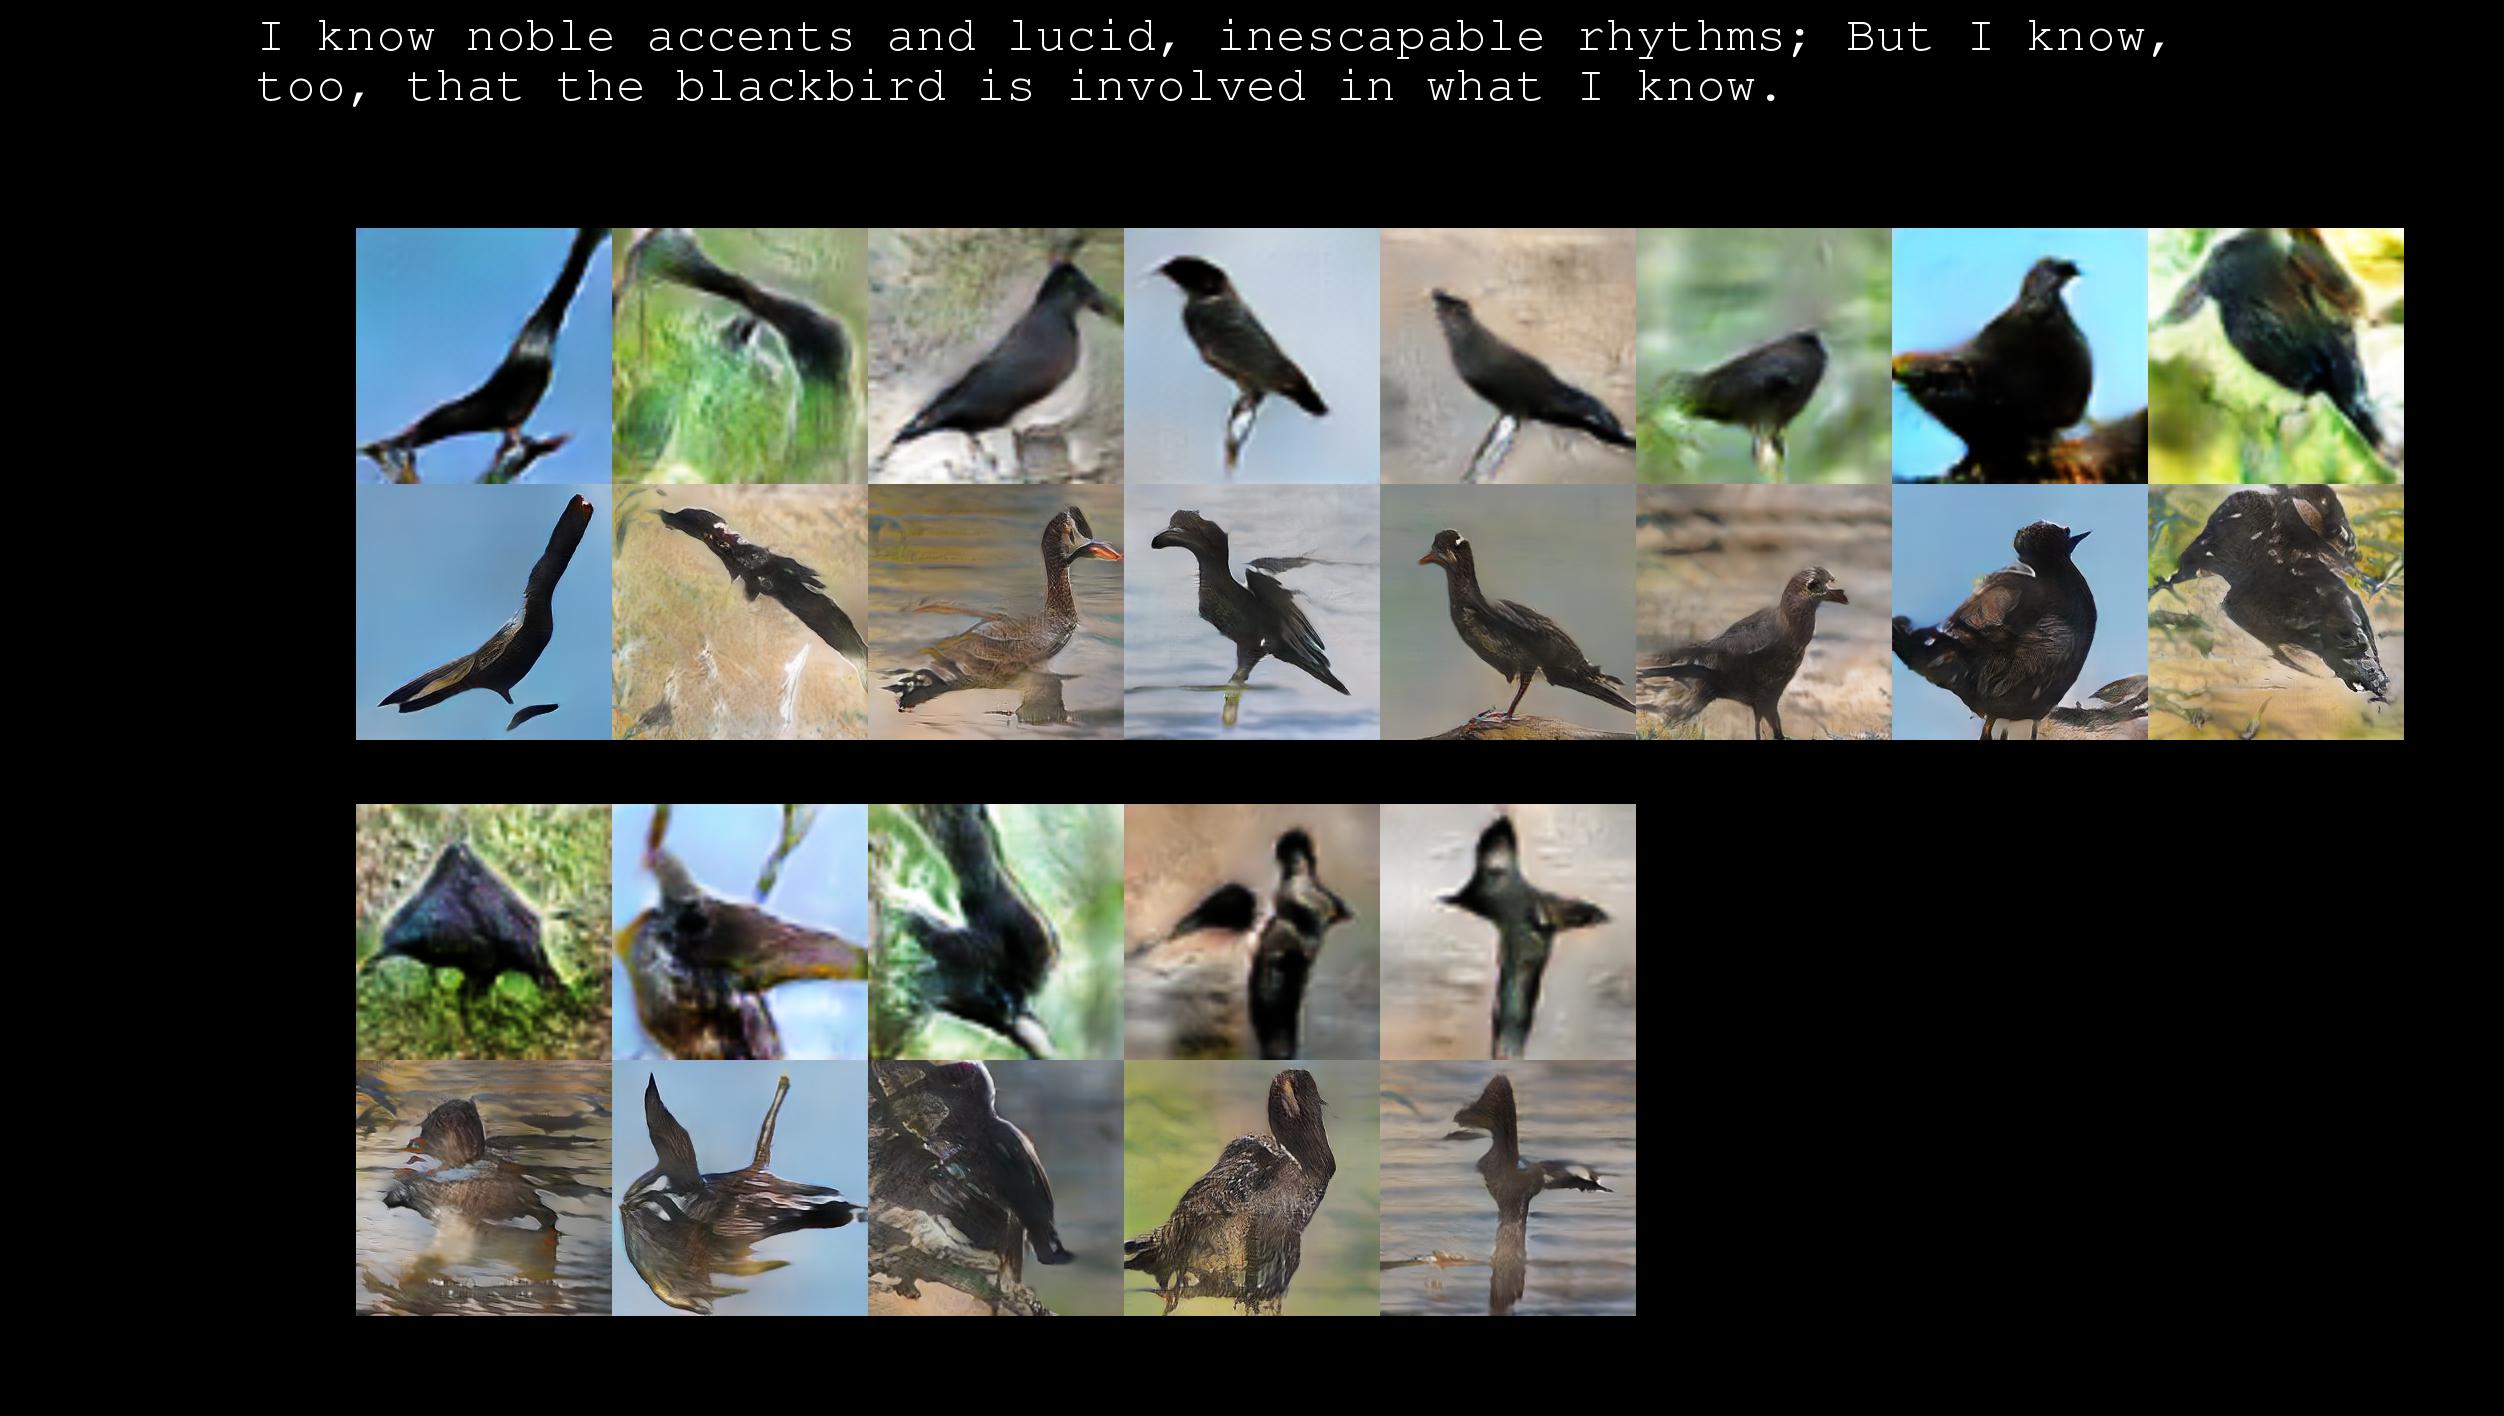 I know noble accents and lucid, inescapable rhythms; But I know,
too, that the blackbird is involved in what I know.